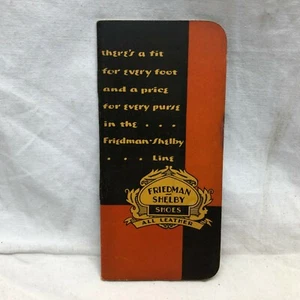 there's a fit
for every foot
and a price
for every purse
in the . . .
Friedman-Shelby
. . . Line
FRIEDMAN
SHELBY
SHOES
ALL LEATHER